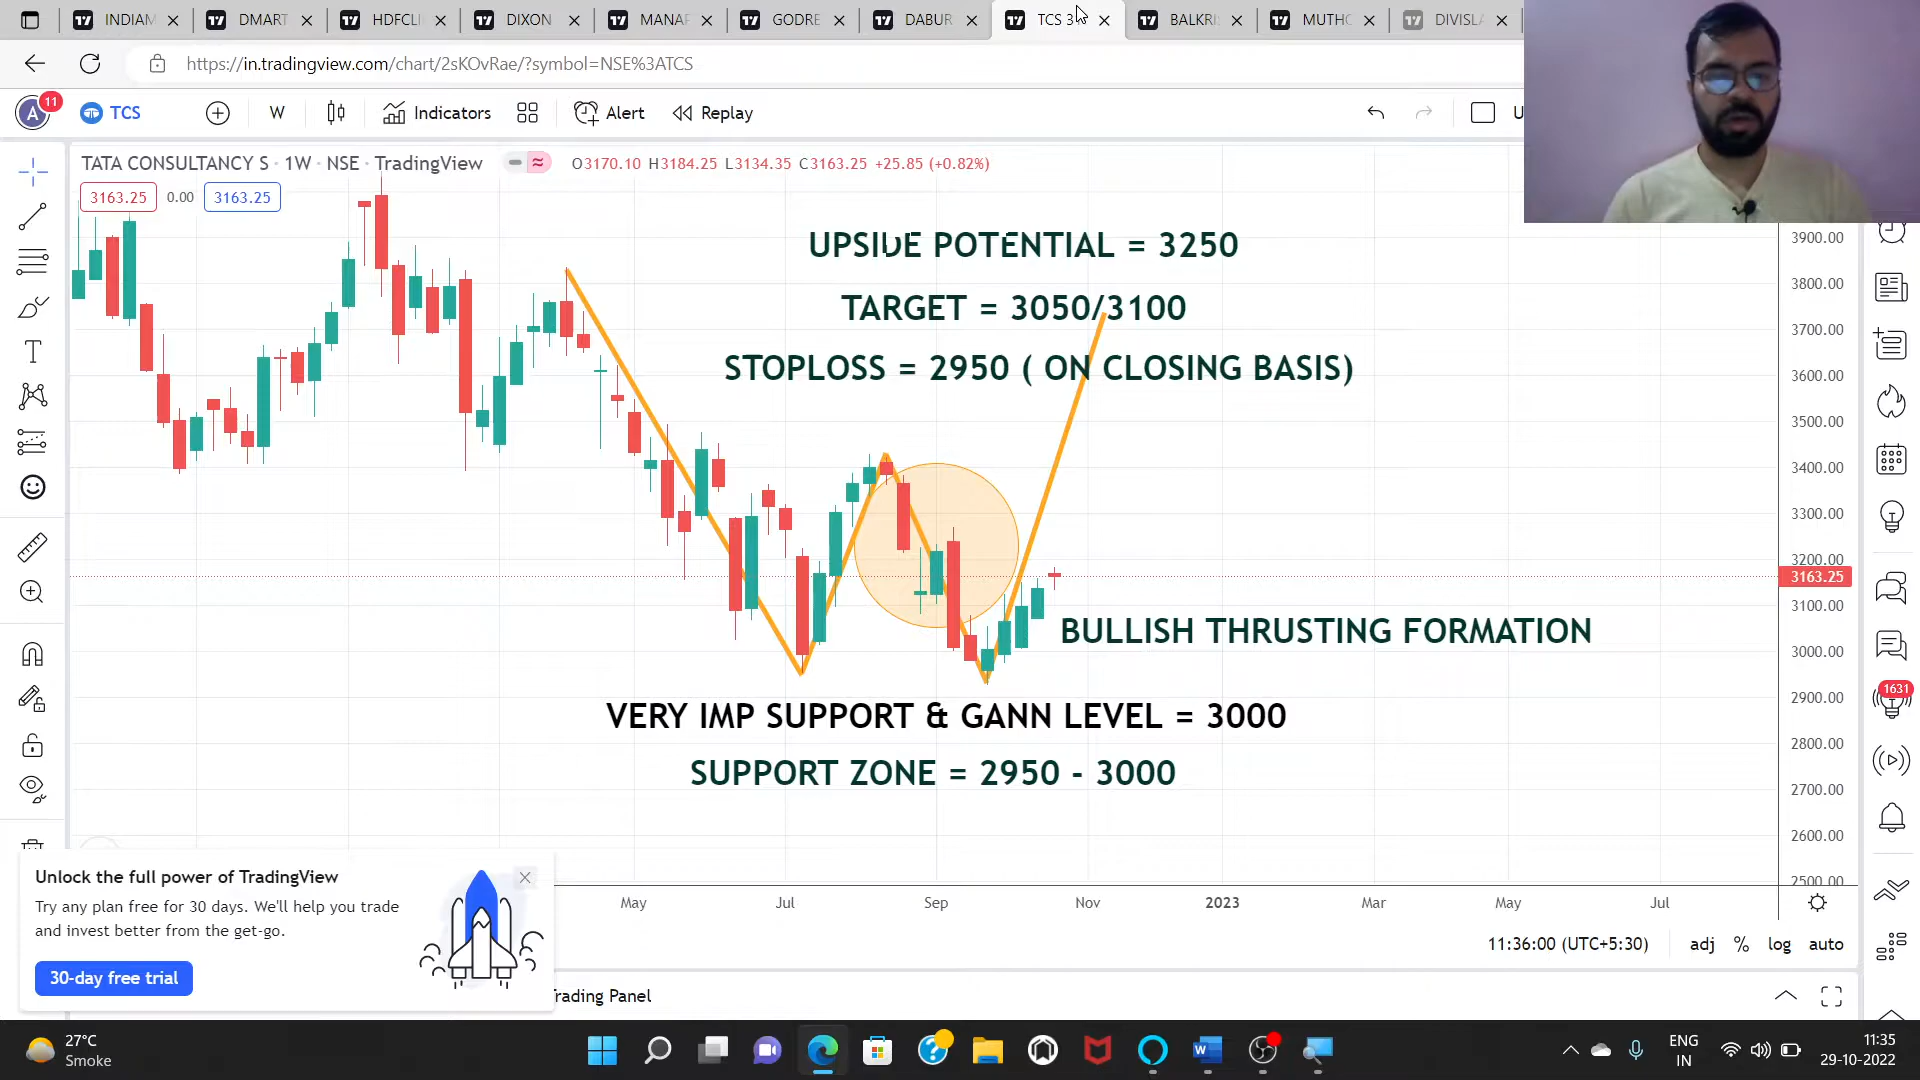 INDIAM
DMART
HDFCLI
DIXON
MANAP
GODRE
DABUR
TCS 3
BALKRI
MUTHO
DIVISLA
https://in.tradingview.com/chart/2sKOvRae/?symbol=NSE%3ATCS
A 11 TCS W Indicators Alert Replay U
TATA CONSULTANCY S · 1W · NSE · TradingView O3170.10 H3184.25 L3134.35 C3163.25 +25.85 (+0.82%)
3163.25 0.00 3163.25
UPSIDE POTENTIAL = 3250
TARGET = 3050/3100
STOPLOSS = 2950 ( ON CLOSING BASIS)
BULLISH THRUSTING FORMATION
VERY IMP SUPPORT & GANN LEVEL = 3000
SUPPORT ZONE = 2950 - 3000
3900.00
3800.00
3700.00
3600.00
3500.00
3400.00
3300.00
3200.00
3163.25
3100.00
3000.00
2900.00
2800.00
2700.00
2600.00
2500.00
1631
May Jul Sep Nov 2023 Mar May Jul
Unlock the full power of TradingView
Try any plan free for 30 days. We'll help you trade
and invest better from the get-go.
30-day free trial
11:36:00 (UTC+5:30) adj % log auto
Trading Panel
27°C
Smoke
ENG
IN
11:35
29-10-2022